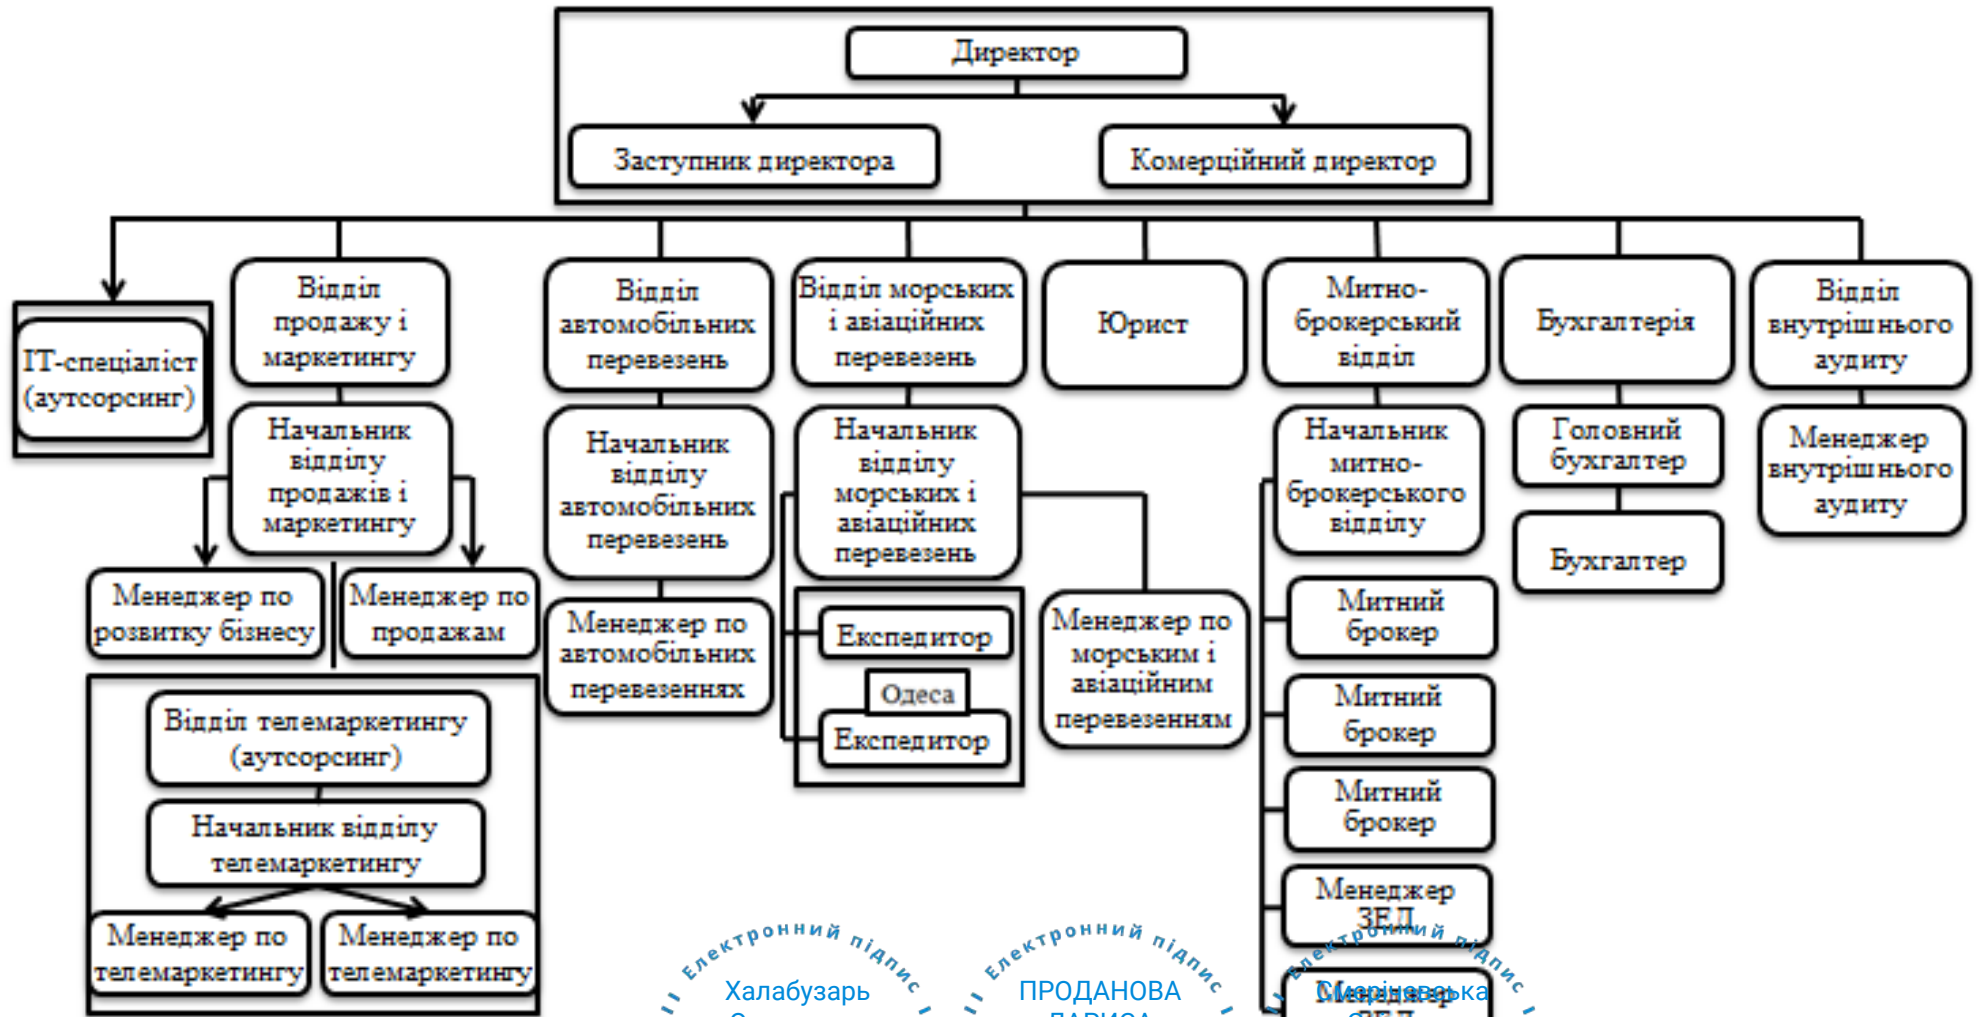 Директор
Заступник директора
Комерційний директор
ІТ-спеціаліст
(аутсорсинг)
Відділ
продажу і
маркетингу
Відділ
автомобільних
перевезень
Відділ морських
і авіаційних
перевезень
Юрист
Митно-
брокерський
відділ
Бухгалтерія
Відділ
внутрішнього
аудиту
Начальник
відділу
продажів і
маркетингу
Начальник
відділу
автомобільних
перевезень
Начальник
відділу
морських і
авіаційних
перевезень
Начальник
митно-
брокерського
відділу
Головний
бухгалтер
Менеджер
внутрішнього
аудиту
Бухгалтер
Менеджер по
розвитку бізнесу
Менеджер по
продажам
Менеджер по
автомобільних
перевезеннях
Експедитор
Одеса
Експедитор
Менеджер по
морським і
авіаційним
перевезенням
Митний
брокер
Митний
брокер
Митний
брокер
Менеджер
ЗЕД
Менеджер
Відділ телемаркетингу
(аутсорсинг)
Начальник відділу
телемаркетингу
Менеджер по
телемаркетингу
Менеджер по
телемаркетингу
Електронний підпис
Халабузарь
Електронний підпис
ПРОДАНОВА
Електронний підпис